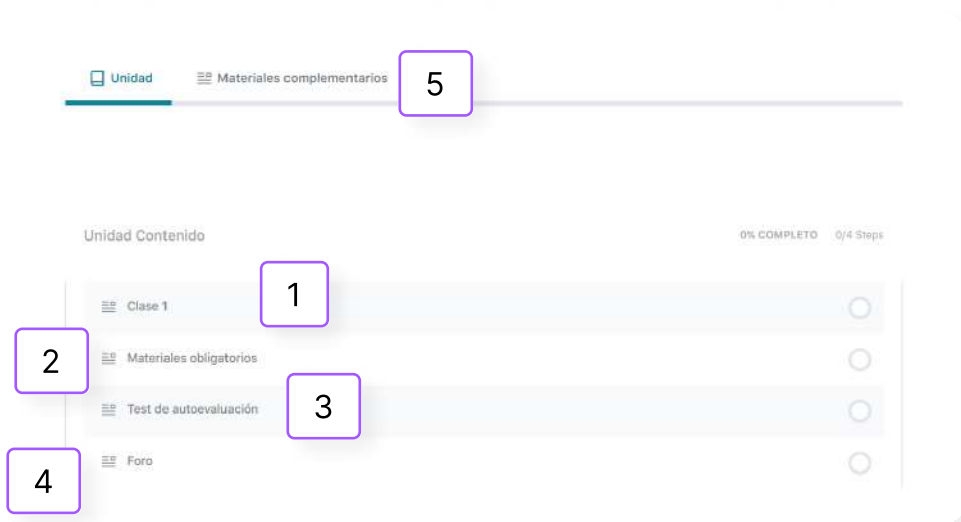 Unidad Materiales complementarios 5
Unidad Contenido 0% COMPLETO 0/4 Steps
1
Clase 1
2 Materiales obligatorios
Test de autoevaluación 3
Foro
4